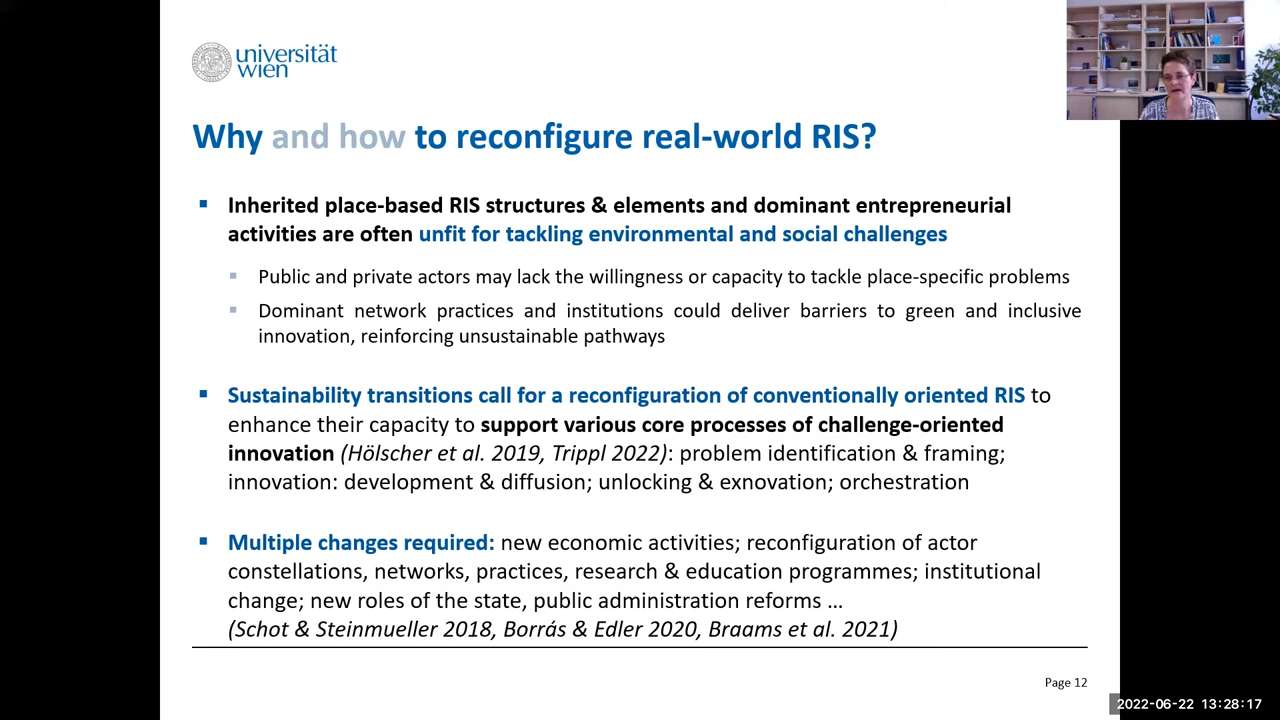 universität
wien
Why and how to reconfigure real-world RIS?
▪ Inherited place-based RIS structures & elements and dominant entrepreneurial
activities are often unfit for tackling environmental and social challenges
▪ Public and private actors may lack the willingness or capacity to tackle place-specific problems
▪ Dominant network practices and institutions could deliver barriers to green and inclusive
innovation, reinforcing unsustainable pathways
▪ Sustainability transitions call for a reconfiguration of conventionally oriented RIS to
enhance their capacity to support various core processes of challenge-oriented
innovation (Hölscher et al. 2019, Trippl 2022): problem identification & framing;
innovation: development & diffusion; unlocking & exnovation; orchestration
▪ Multiple changes required: new economic activities; reconfiguration of actor
constellations, networks, practices, research & education programmes; institutional
change; new roles of the state, public administration reforms …
(Schot & Steinmueller 2018, Borrás & Edler 2020, Braams et al. 2021)
Page 12
2022-06-22 13:28:17